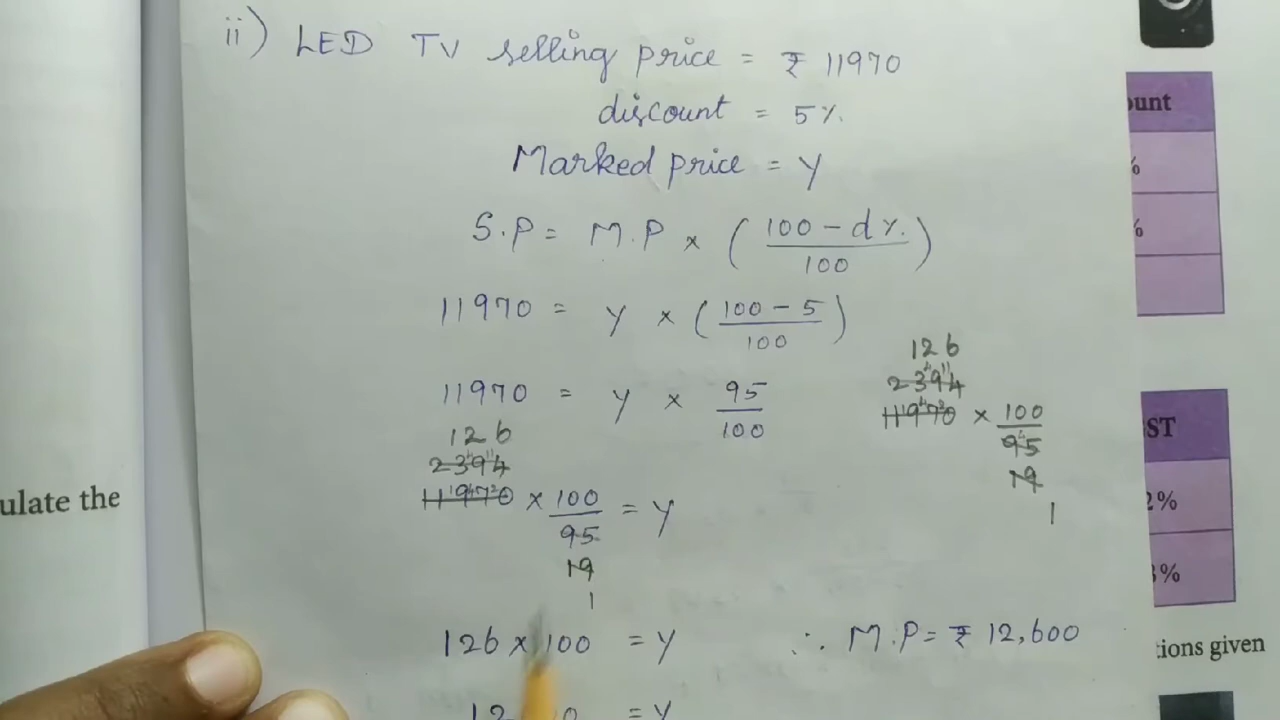 ii) LED TV selling price = ₹ 11970
discount = 5%.
Marked price = y
S.P = M.P × (100 - d%. / 100)
11970 = y × (100 - 5 / 100)
11970 = y × 95/100
126
2394
11970 × 100/95 = y
19
1
126
2394
11970 × 100/95
19
1
126 × 100 = y
∴ M.P = ₹ 12,600
= y
ulate the
ount
%
%
ST
2%
%
tions given